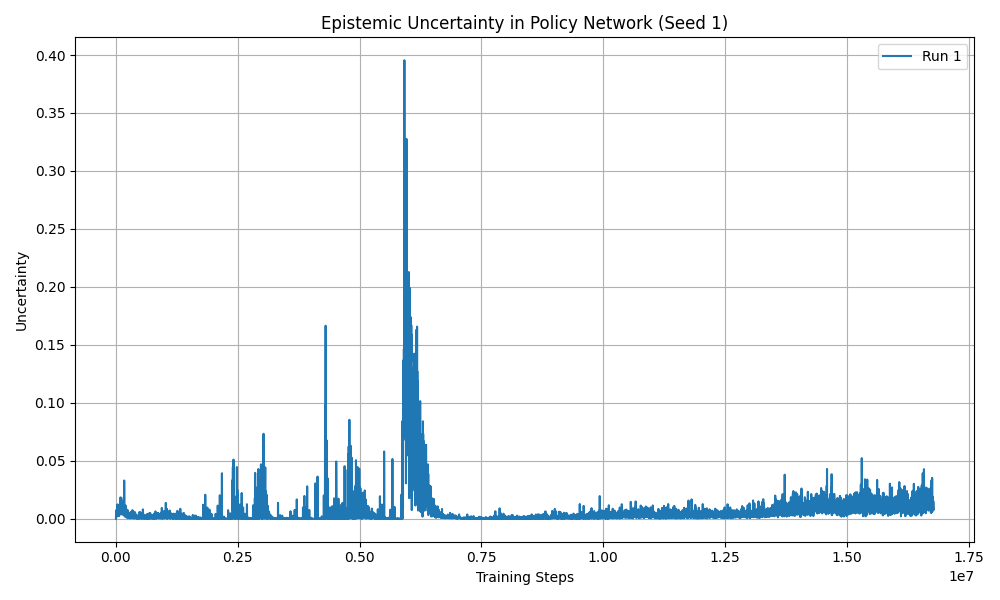 Epistemic Uncertainty in Policy Network (Seed 1)
Run 1
Uncertainty
0.40
0.35
0.30
0.25
0.20
0.15
0.10
0.05
0.00
0.00 0.25 0.50 0.75 1.00 1.25 1.50 1.75
1e7
Training Steps